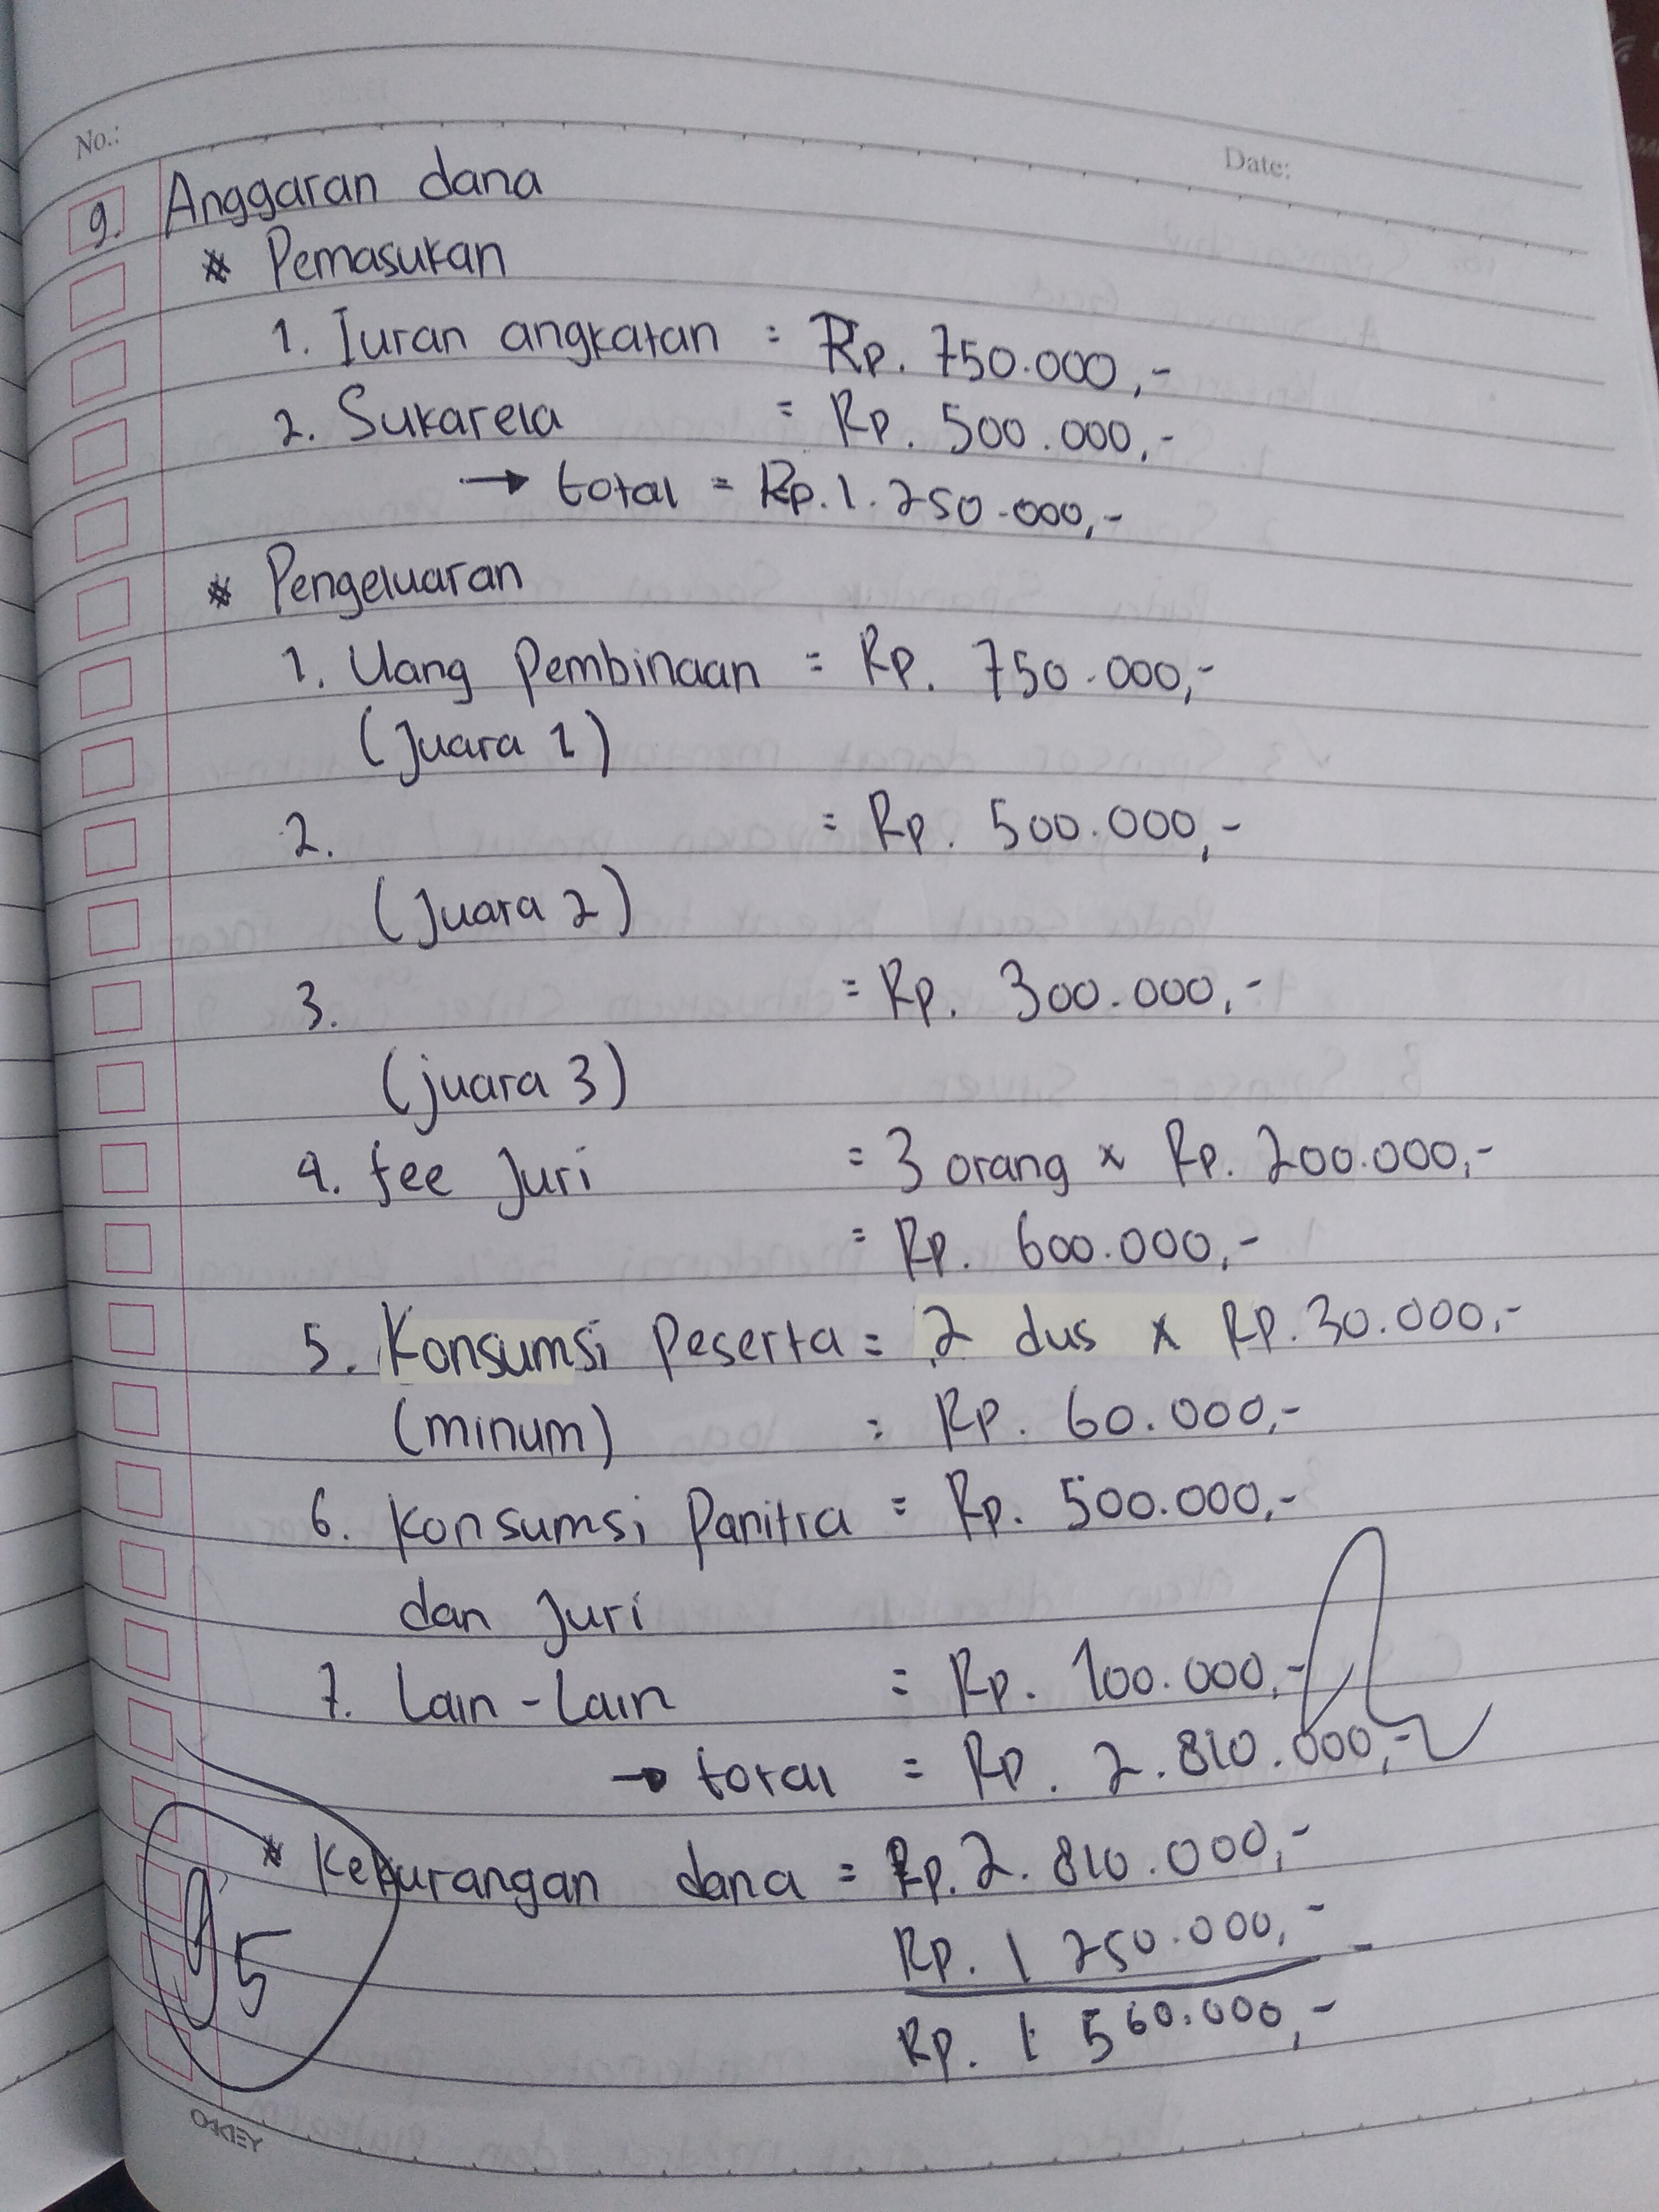 No.:
Date:
9. Anggaran dana
* Pemasukan
1. Iuran angkatan = Rp. 750.000,-
2. Sukarela = Rp. 500.000,-
→ total = Rp. 1.250.000,-
* Pengeluaran
1. Uang Pembinaan = Rp. 750.000,-
(Juara 1)
2. = Rp. 500.000,-
(Juara 2)
3. = Rp. 300.000,-
(juara 3)
4. fee Juri = 3 orang x Rp. 200.000,-
= Rp. 600.000,-
5. Konsumsi Peserta = 2 dus x Rp. 30.000,-
(minum) = Rp. 60.000,-
6. Konsumsi Panitia = Rp. 500.000,-
dan Juri
7. Lain-Lain = Rp. 100.000,-
→ total = Rp. 2.810.000,-
* Kekurangan dana = Rp. 2.810.000,-
Rp. 1 250.000,- -
Rp. 1. 560.000,-
95
OAKEY